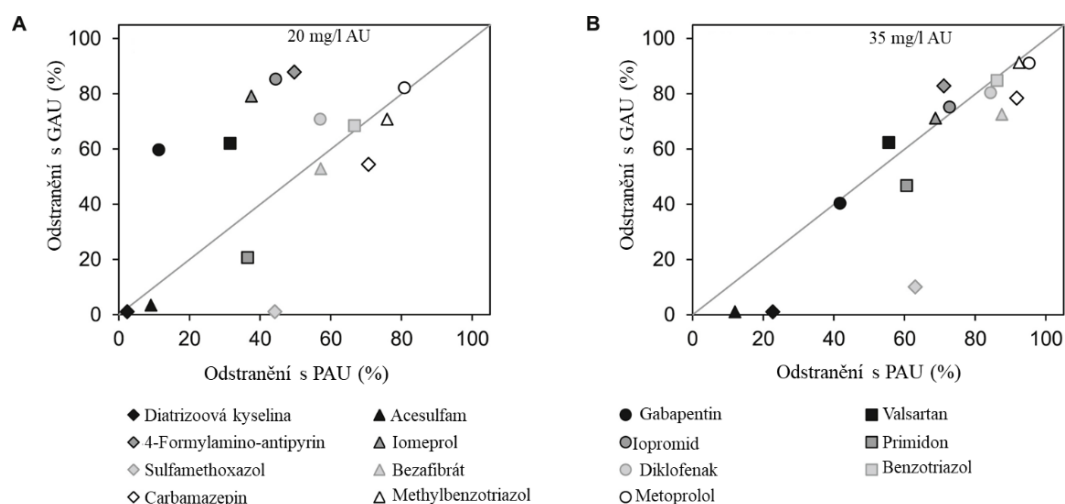 A
20 mg/l AU
Odstranění s GAU (%)
100
80
60
40
20
0
0 20 40 60 80 100
Odstranění s PAU (%)
B
35 mg/l AU
Odstranění s GAU (%)
100
80
60
40
20
0
0 20 40 60 80 100
Odstranění s PAU (%)
Diatrizoová kyselina
4-Formylamino-antipyrin
Sulfamethoxazol
Carbamazepin
Acesulfam
Iomeprol
Bezafibrát
Methylbenzotriazol
Gabapentin
Iopromid
Diklofenak
Metoprolol
Valsartan
Primidon
Benzotriazol